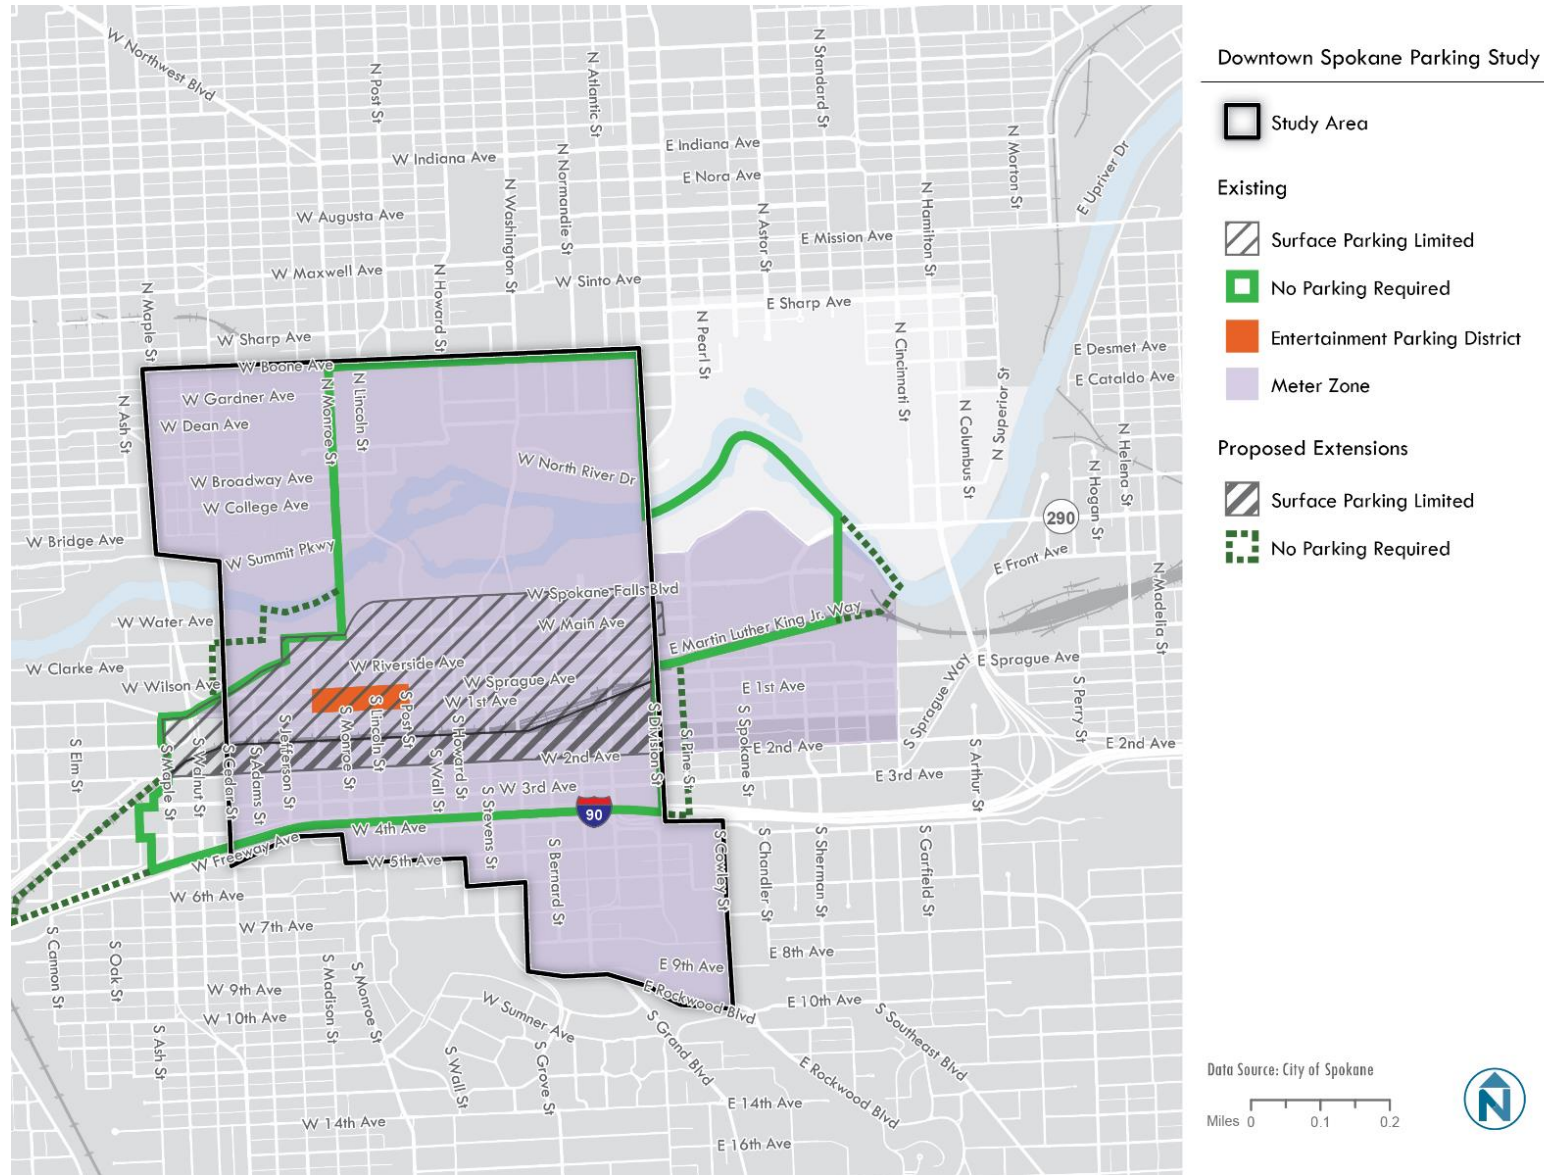 Downtown Spokane Parking Study
Study Area
Existing
Surface Parking Limited
No Parking Required
Entertainment Parking District
Meter Zone
Proposed Extensions
Surface Parking Limited
No Parking Required
Data Source: City of Spokane
Miles 0 0.1 0.2
N
W Northwest Blvd
N Post St
N Atlantic St
N Standard St
W Indiana Ave
E Indiana Ave
N Normandie St
N Morton St
E Upriver Dr
E Nora Ave
N Washington St
N Hamilton St
W Augusta Ave
N Astor St
E Mission Ave
W Maxwell Ave
N Howard St
W Sinto Ave
N Maple St
E Sharp Ave
W Sharp Ave
N Pearl St
N Cincinnati St
E Desmet Ave
W Boone Ave
E Cataldo Ave
N Ash St
W Gardner Ave
N Monroe St
N Lincoln St
N Columbus St
N Superior St
W Dean Ave
N Helena St
W North River Dr
N Hogan St
W Broadway Ave
W College Ave
290
W Bridge Ave
W Summit Pkwy
E Front Ave
N Madelia St
W Spokane Falls Blvd
W Water Ave
W Main Ave
E Martin Luther King Jr. Way
W Clarke Ave
W Riverside Ave
E Sprague Ave
W Wilson Ave
W Sprague Ave
E 1st Ave
S Sprague Way
S Perry St
W 1st Ave
S Post St
S Lincoln St
S Monroe St
S Jefferson St
S Howard St
S Division St
S Pine St
S Spokane St
S Elm St
S Maple St
S Walnut St
S Cedar St
S Adams St
S Wall St
W 2nd Ave
E 2nd Ave
E 2nd Ave
S Arthur St
W 3rd Ave
E 3rd Ave
S Stevens St
90
W 4th Ave
W Freeway Ave
W 5th Ave
S Bernard St
S Cowley St
S Chandler St
S Sherman St
S Garfield St
W 6th Ave
W 7th Ave
S Cannon St
S Oak St
E 8th Ave
E 9th Ave
S Madison St
S Monroe St
W 9th Ave
E Rockwood Blvd
E 10th Ave
W 10th Ave
W Sumner Ave
S Grand Blvd
S Southeast Blvd
S Ash St
S Wall St
S Grove St
E Rockwood Blvd
E 14th Ave
W 14th Ave
E 16th Ave